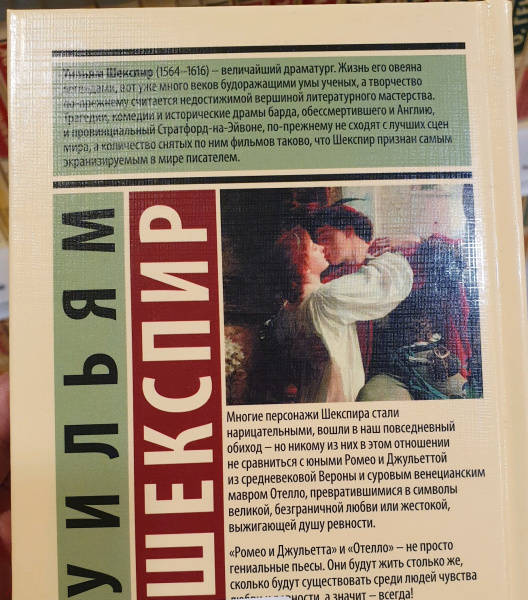 Уильям Шекспир (1564–1616) – величайший драматург. Жизнь его овеяна
легендами, вот уже много веков будоражащими умы ученых, а творчество
по-прежнему считается недостижимой вершиной литературного мастерства.
Трагедии, комедии и исторические драмы барда, обессмертившего и Англию,
и провинциальный Стратфорд-на-Эйвоне, по-прежнему не сходят с лучших сцен
мира, а количество снятых по ним фильмов таково, что Шекспир признан самым
экранизируемым в мире писателем.
УИЛЬЯМ
ШЕКСПИР
Многие персонажи Шекспира стали
нарицательными, вошли в наш повседневный
обиход – но никому из них в этом отношении
не сравниться с юными Ромео и Джульеттой
из средневековой Вероны и суровым венецианским
мавром Отелло, превратившимися в символы
великой, безграничной любви или жестокой,
выжигающей душу ревности.
«Ромео и Джульетта» и «Отелло» – не просто
гениальные пьесы. Они будут жить столько же,
сколько будут существовать среди людей чувства
любви и ревности, а значит – всегда!